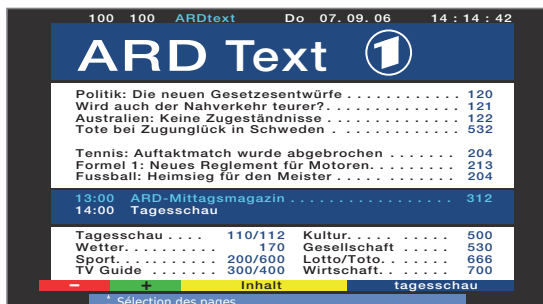 100 100 ARDtext Do 07. 09. 06 14 : 14 : 42
ARD Text 1
Politik: Die neuen Gesetzesentwürfe . . . . . . . . . . . . 120
Wird auch der Nahverkehr teurer?. . . . . . . . . . . . . . 121
Australien: Keine Zugeständnisse . . . . . . . . . . . . . . 122
Tote bei Zugunglück in Schweden . . . . . . . . . . . . . 532
Tennis: Auftaktmatch wurde abgebrochen . . . . . . . 204
Formel 1: Neues Reglement für Motoren. . . . . . . . . 213
Fussball: Heimsieg für den Meister . . . . . . . . . . . . 204
13:00 ARD-Mittagsmagazin . . . . . . . . . . . . . . . . . 312
14:00 Tagesschau
Tagesschau . . . . 110/112 Kultur. . . . . . . . 500
Wetter. . . . . . . . . 170 Gesellschaft . . . . 530
Sport. . . . . . . . . 200/600 Lotto/Toto. . . . . . 666
TV Guide . . . . . . 300/400 Wirtschaft. . . . . . 700
− + Inhalt tagesschau
* Sélection des pages